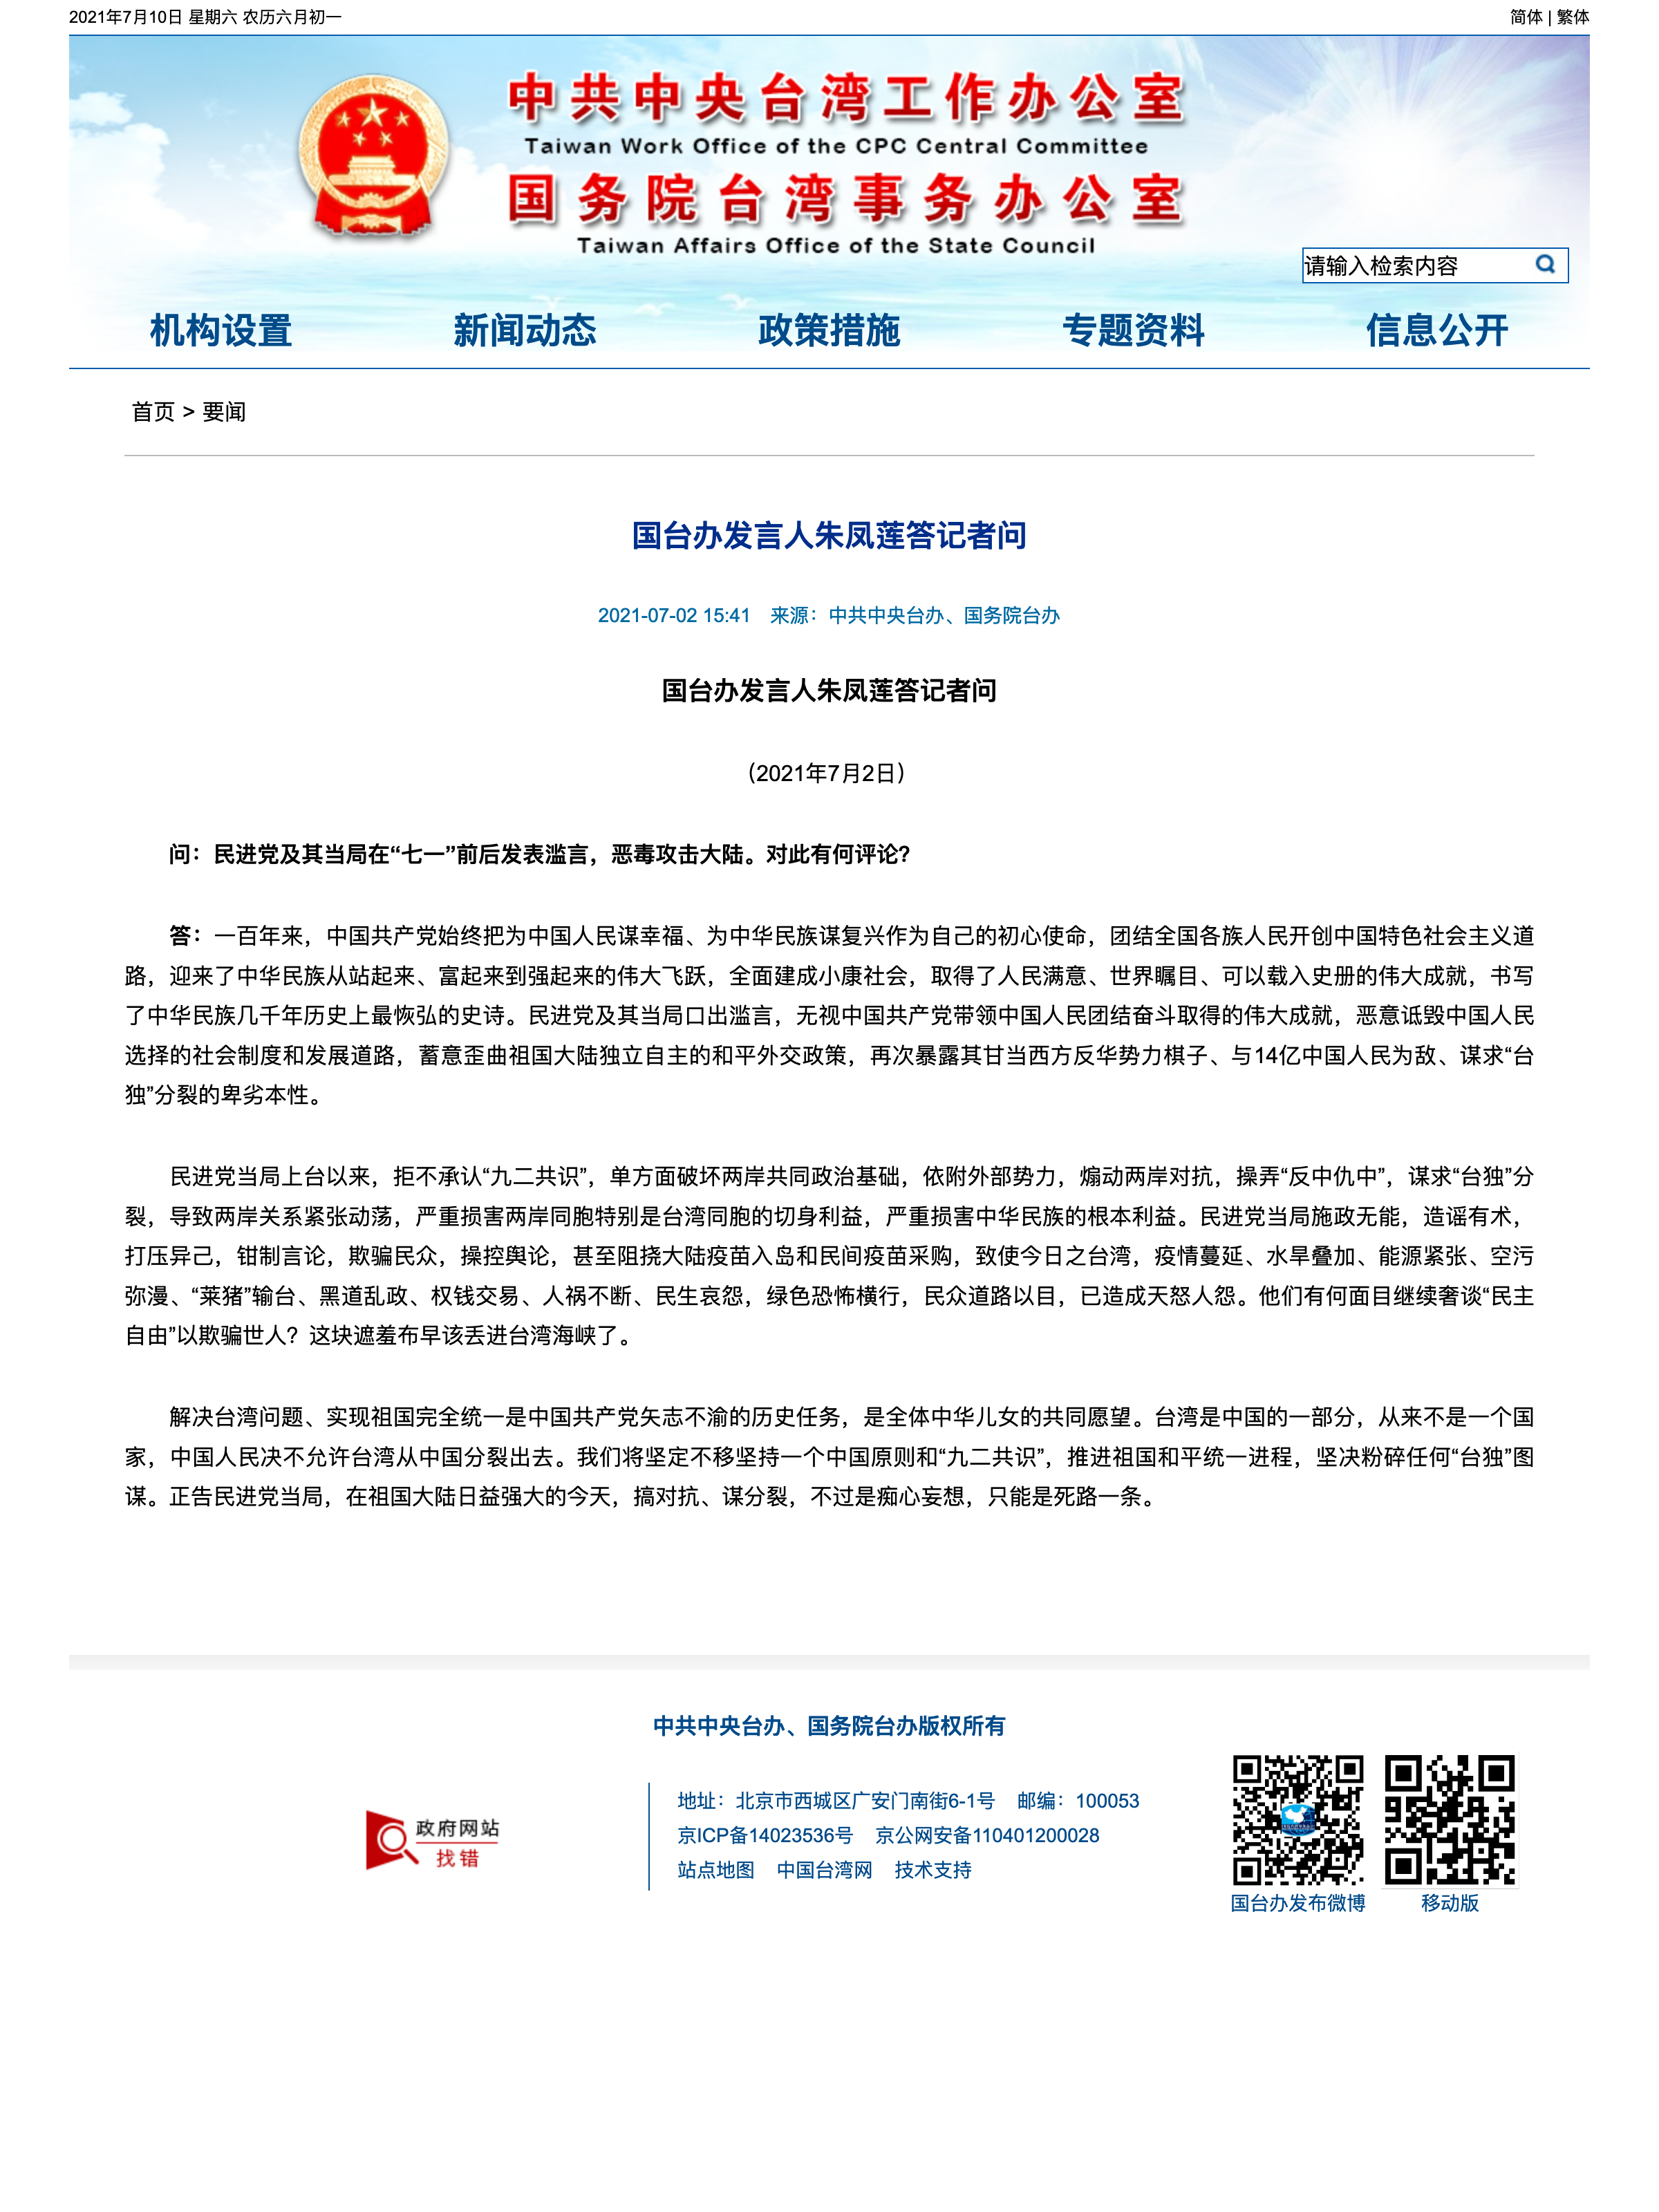 2021年7月10日 星期六 农历六月初一
简体 | 繁体
中共中央台湾工作办公室
Taiwan Work Office of the CPC Central Committee
国务院台湾事务办公室
Taiwan Affairs Office of the State Council
请输入检索内容
机构设置 新闻动态 政策措施 专题资料 信息公开
首页 > 要闻
国台办发言人朱凤莲答记者问
2021-07-02 15:41 来源：中共中央台办、国务院台办
国台办发言人朱凤莲答记者问
（2021年7月2日）
问：民进党及其当局在“七一”前后发表滥言，恶毒攻击大陆。对此有何评论？
答：一百年来，中国共产党始终把为中国人民谋幸福、为中华民族谋复兴作为自己的初心使命，团结全国各族人民开创中国特色社会主义道
路，迎来了中华民族从站起来、富起来到强起来的伟大飞跃，全面建成小康社会，取得了人民满意、世界瞩目、可以载入史册的伟大成就，书写
了中华民族几千年历史上最恢弘的史诗。民进党及其当局口出滥言，无视中国共产党带领中国人民团结奋斗取得的伟大成就，恶意诋毁中国人民
选择的社会制度和发展道路，蓄意歪曲祖国大陆独立自主的和平外交政策，再次暴露其甘当西方反华势力棋子、与14亿中国人民为敌、谋求“台
独”分裂的卑劣本性。
民进党当局上台以来，拒不承认“九二共识”，单方面破坏两岸共同政治基础，依附外部势力，煽动两岸对抗，操弄“反中仇中”，谋求“台独”分
裂，导致两岸关系紧张动荡，严重损害两岸同胞特别是台湾同胞的切身利益，严重损害中华民族的根本利益。民进党当局施政无能，造谣有术，
打压异己，钳制言论，欺骗民众，操控舆论，甚至阻挠大陆疫苗入岛和民间疫苗采购，致使今日之台湾，疫情蔓延、水旱叠加、能源紧张、空污
弥漫、“莱猪”输台、黑道乱政、权钱交易、人祸不断、民生哀怨，绿色恐怖横行，民众道路以目，已造成天怒人怨。他们有何面目继续奢谈“民主
自由”以欺骗世人？这块遮羞布早该丢进台湾海峡了。
解决台湾问题、实现祖国完全统一是中国共产党矢志不渝的历史任务，是全体中华儿女的共同愿望。台湾是中国的一部分，从来不是一个国
家，中国人民决不允许台湾从中国分裂出去。我们将坚定不移坚持一个中国原则和“九二共识”，推进祖国和平统一进程，坚决粉碎任何“台独”图
谋。正告民进党当局，在祖国大陆日益强大的今天，搞对抗、谋分裂，不过是痴心妄想，只能是死路一条。
中共中央台办、国务院台办版权所有
政府网站
找错
地址：北京市西城区广安门南街6-1号 邮编：100053
京ICP备14023536号 京公网安备110401200028
站点地图 中国台湾网 技术支持
国台办发布微博 移动版